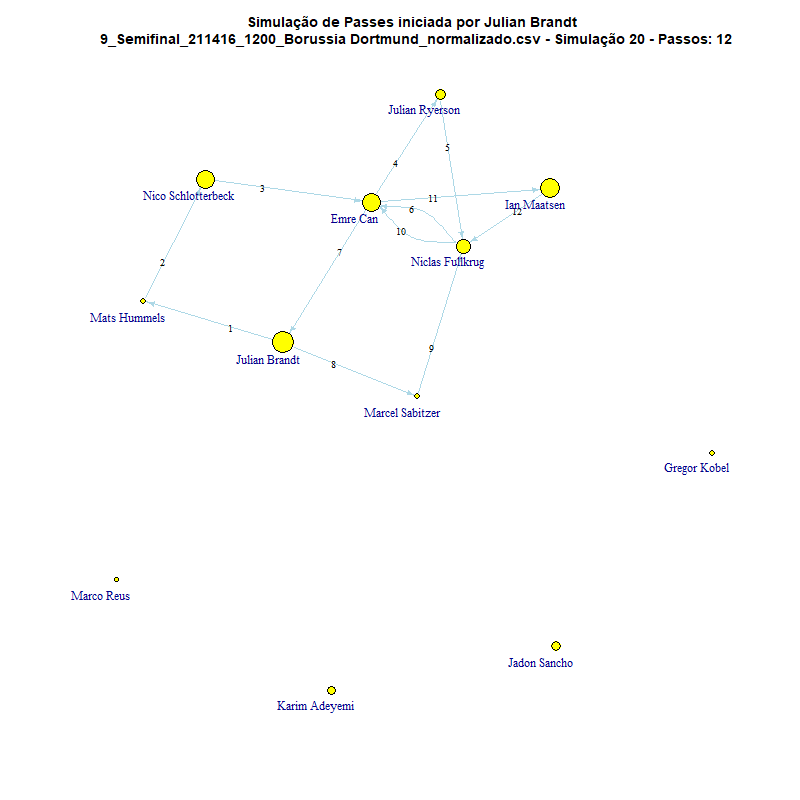 Simulação de Passes iniciada por Julian Brandt
9_Semifinal_211416_1200_Borussia Dortmund_normalizado.csv - Simulação 20 - Passos: 12
Julian Ryerson
5
4
Nico Schlotterbeck
3
11
Ian Maatsen
6
12
Emre Can
10
7
Niclas Fullkrug
2
Mats Hummels
1
Julian Brandt
8
9
Marcel Sabitzer
Gregor Kobel
Marco Reus
Jadon Sancho
Karim Adeyemi